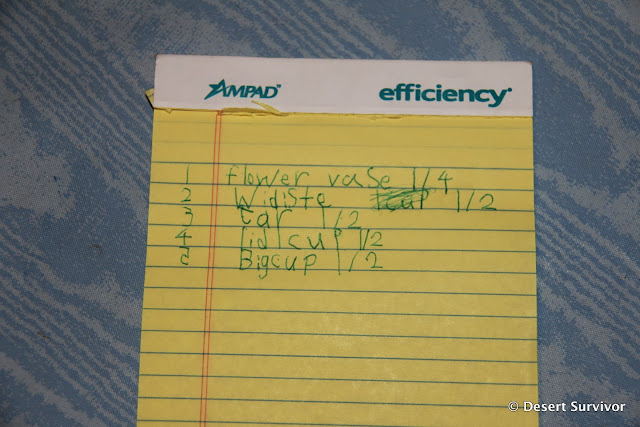 AMPAD efficiency
1 flower vase 1/4
2 Widiste 1/2
3 tar 1/2
4 lid cup 1/2
5 Bigcup 1/2
© Desert Survivor